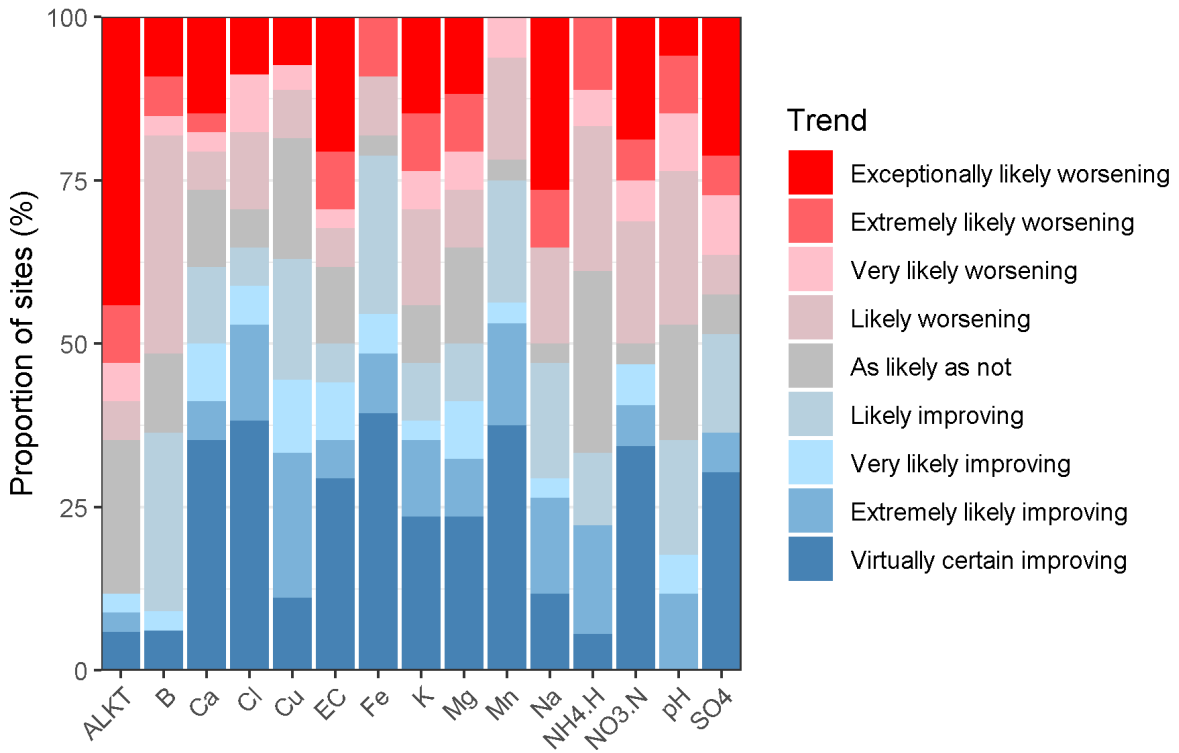 Proportion of sites (%)
100
75
50
25
0
ALKT
B
Ca
Cl
Cu
EC
Fe
K
Mg
Mn
Na
NH4.H
NO3.N
pH
SO4
Trend
Exceptionally likely worsening
Extremely likely worsening
Very likely worsening
Likely worsening
As likely as not
Likely improving
Very likely improving
Extremely likely improving
Virtually certain improving